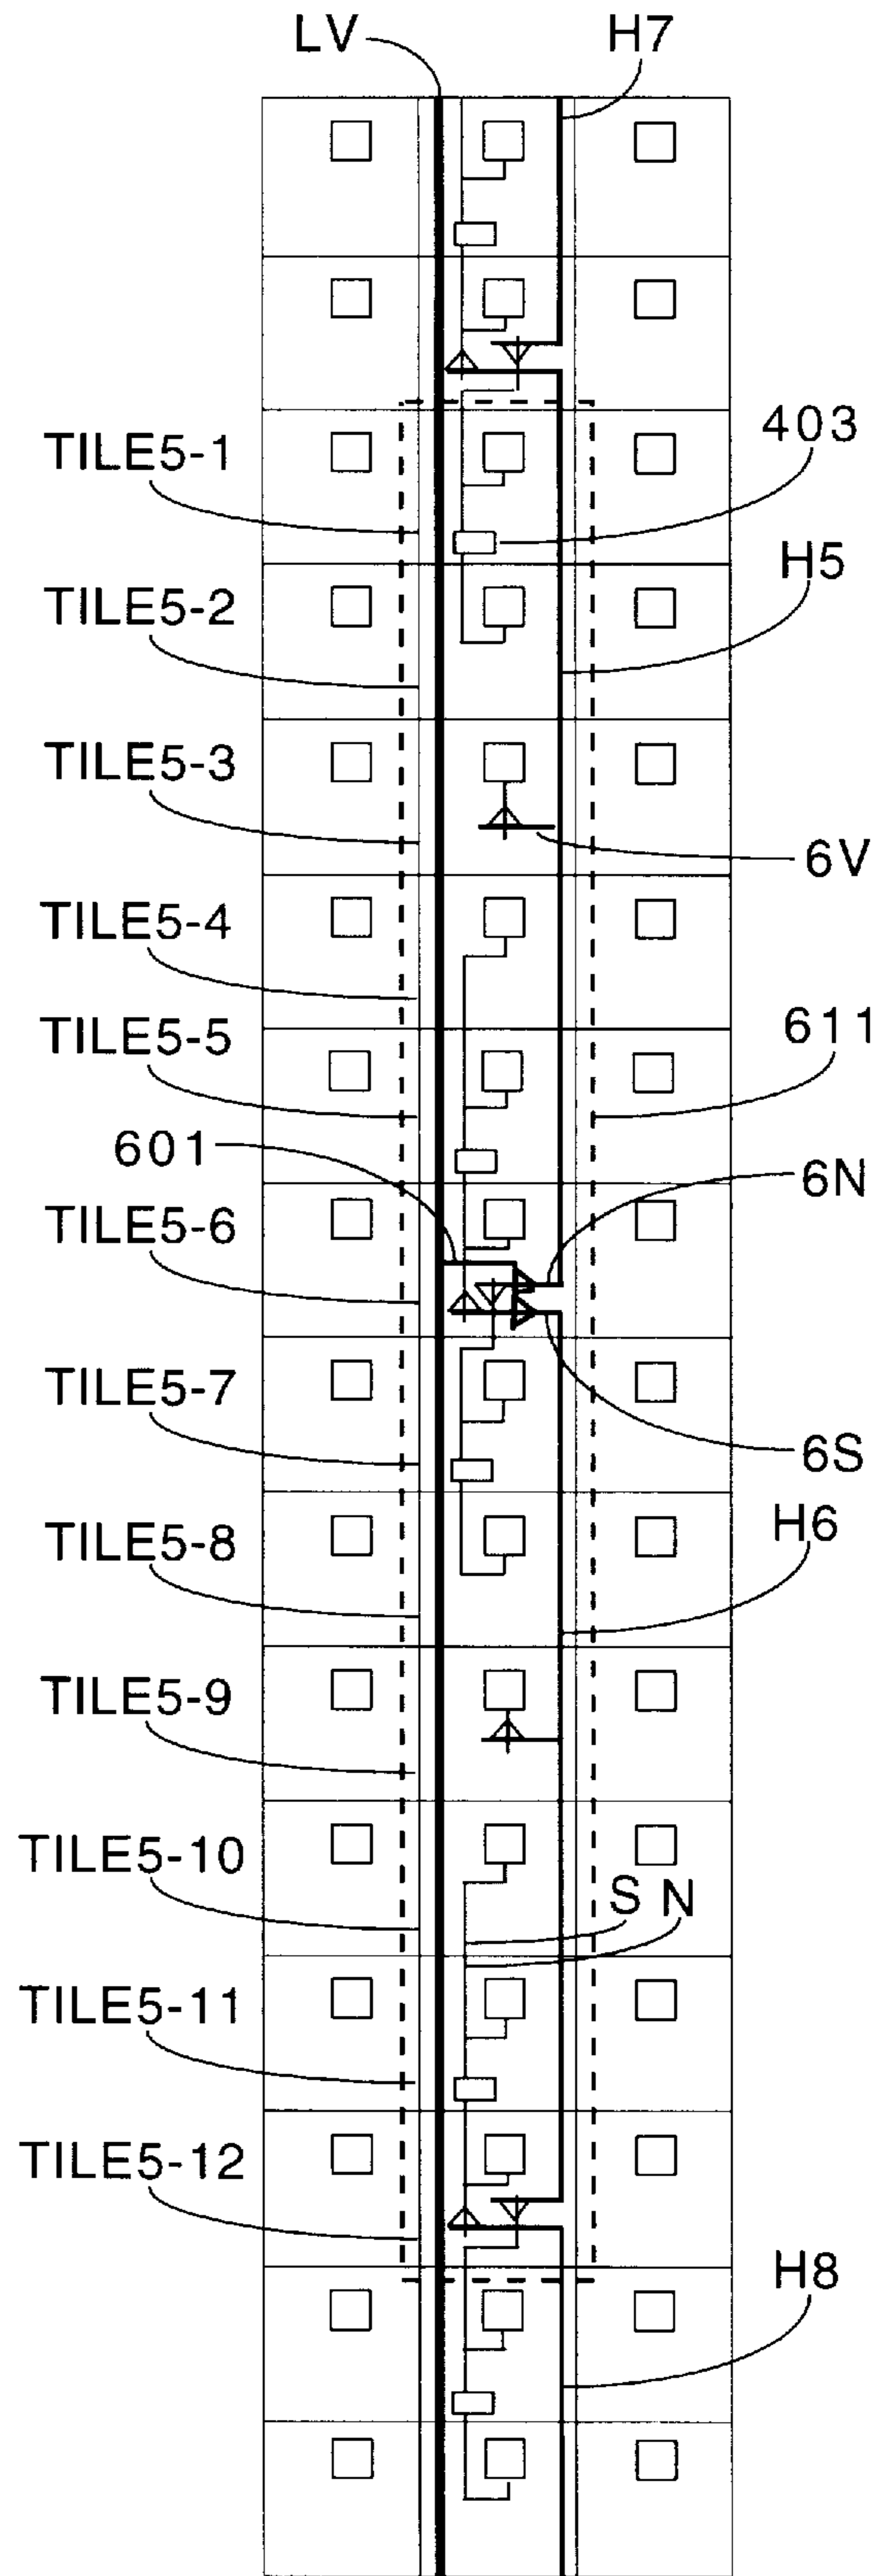 LV
H7
403
TILE5-1
H5
TILE5-2
TILE5-3
6V
TILE5-4
611
TILE5-5
601
6N
TILE5-6
TILE5-7
6S
H6
TILE5-8
TILE5-9
TILE5-10
S N
TILE5-11
TILE5-12
H8